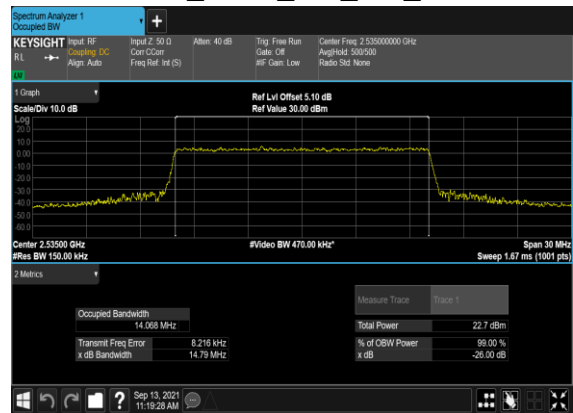 Spectrum Analyzer 1
Occupied BW
KEYSIGHT Input: RF Input Z: 50 Ω Atten: 40 dB Trig: Free Run Center Freq: 2.535000000 GHz
RL Coupling: DC Corr CCorr Gate: Off Avg|Hold: 500/500
Align: Auto Freq Ref: Int (S) #IF Gain: Low Radio Std: None
1 Graph
Ref Lvl Offset 5.10 dB
Scale/Div 10.0 dB Ref Value 30.00 dBm
Log
20.0
10.0
0.00
-10.0
-20.0
-30.0
-40.0
-50.0
-60.0
Center 2.53500 GHz #Video BW 470.00 kHz* Span 30 MHz
#Res BW 150.00 kHz Sweep 1.67 ms (1001 pts)
2 Metrics
Measure Trace Trace 1
Occupied Bandwidth
14.068 MHz Total Power 22.7 dBm
Transmit Freq Error 8.216 kHz % of OBW Power 99.00 %
x dB Bandwidth 14.79 MHz x dB -26.00 dB
? Sep 13, 2021
11:19:28 AM